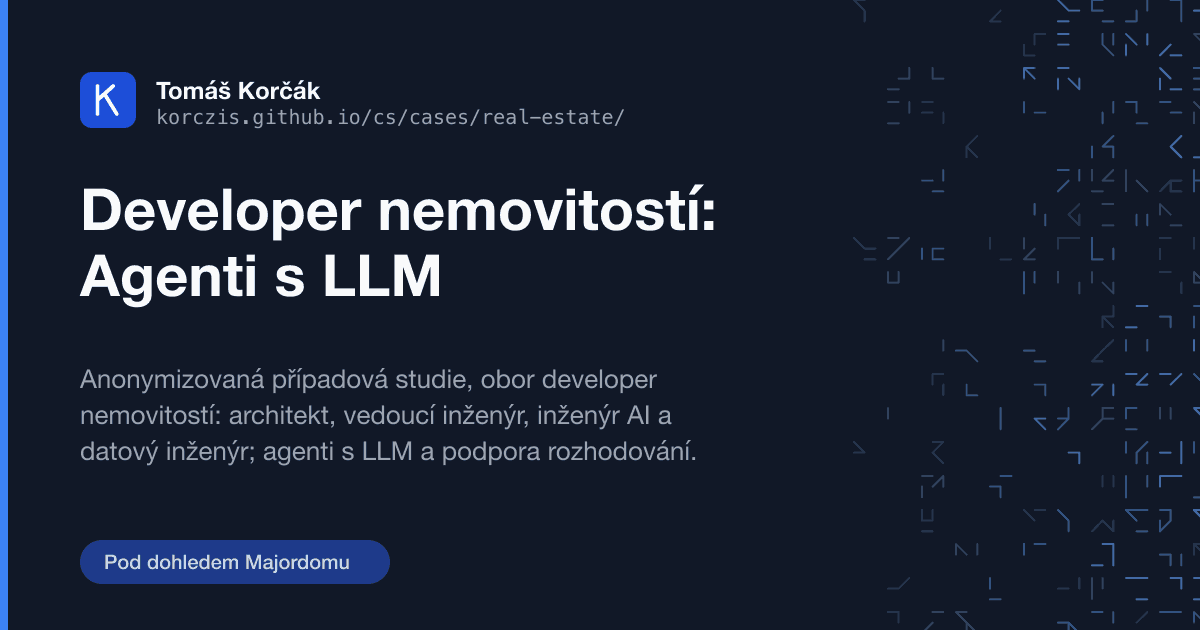 K
Tomáš Korčák
korczis.github.io/cs/cases/real-estate/
Developer nemovitostí:
Agenti s LLM
Anonymizovaná případová studie, obor developer
nemovitostí: architekt, vedoucí inženýr, inženýr AI a
datový inženýr; agenti s LLM a podpora rozhodování.
Pod dohledem Majordomu